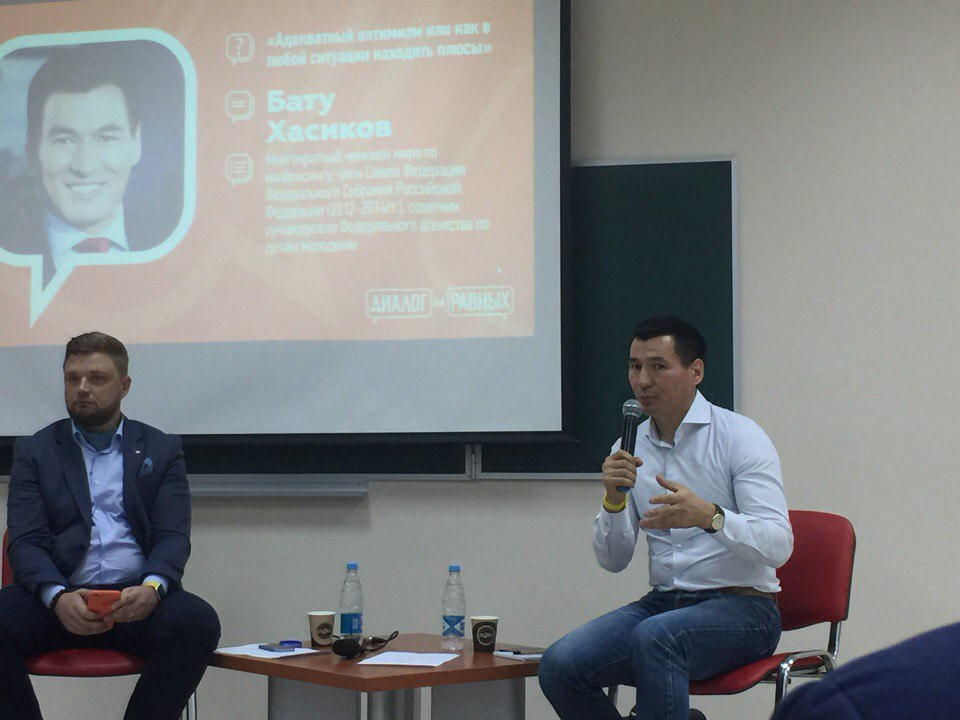 «Адекватный оптимизм или как в
любой ситуации находить плюсы»
Бату
Хасиков
Многократный чемпион мира по
кикбоксингу, член Совета Федерации
Федерального Собрания Российской
Федерации (2012-2014гг.), советник
руководителя Федерального агентства по
делам молодежи
ДИАЛОГ НА РАВНЫХ